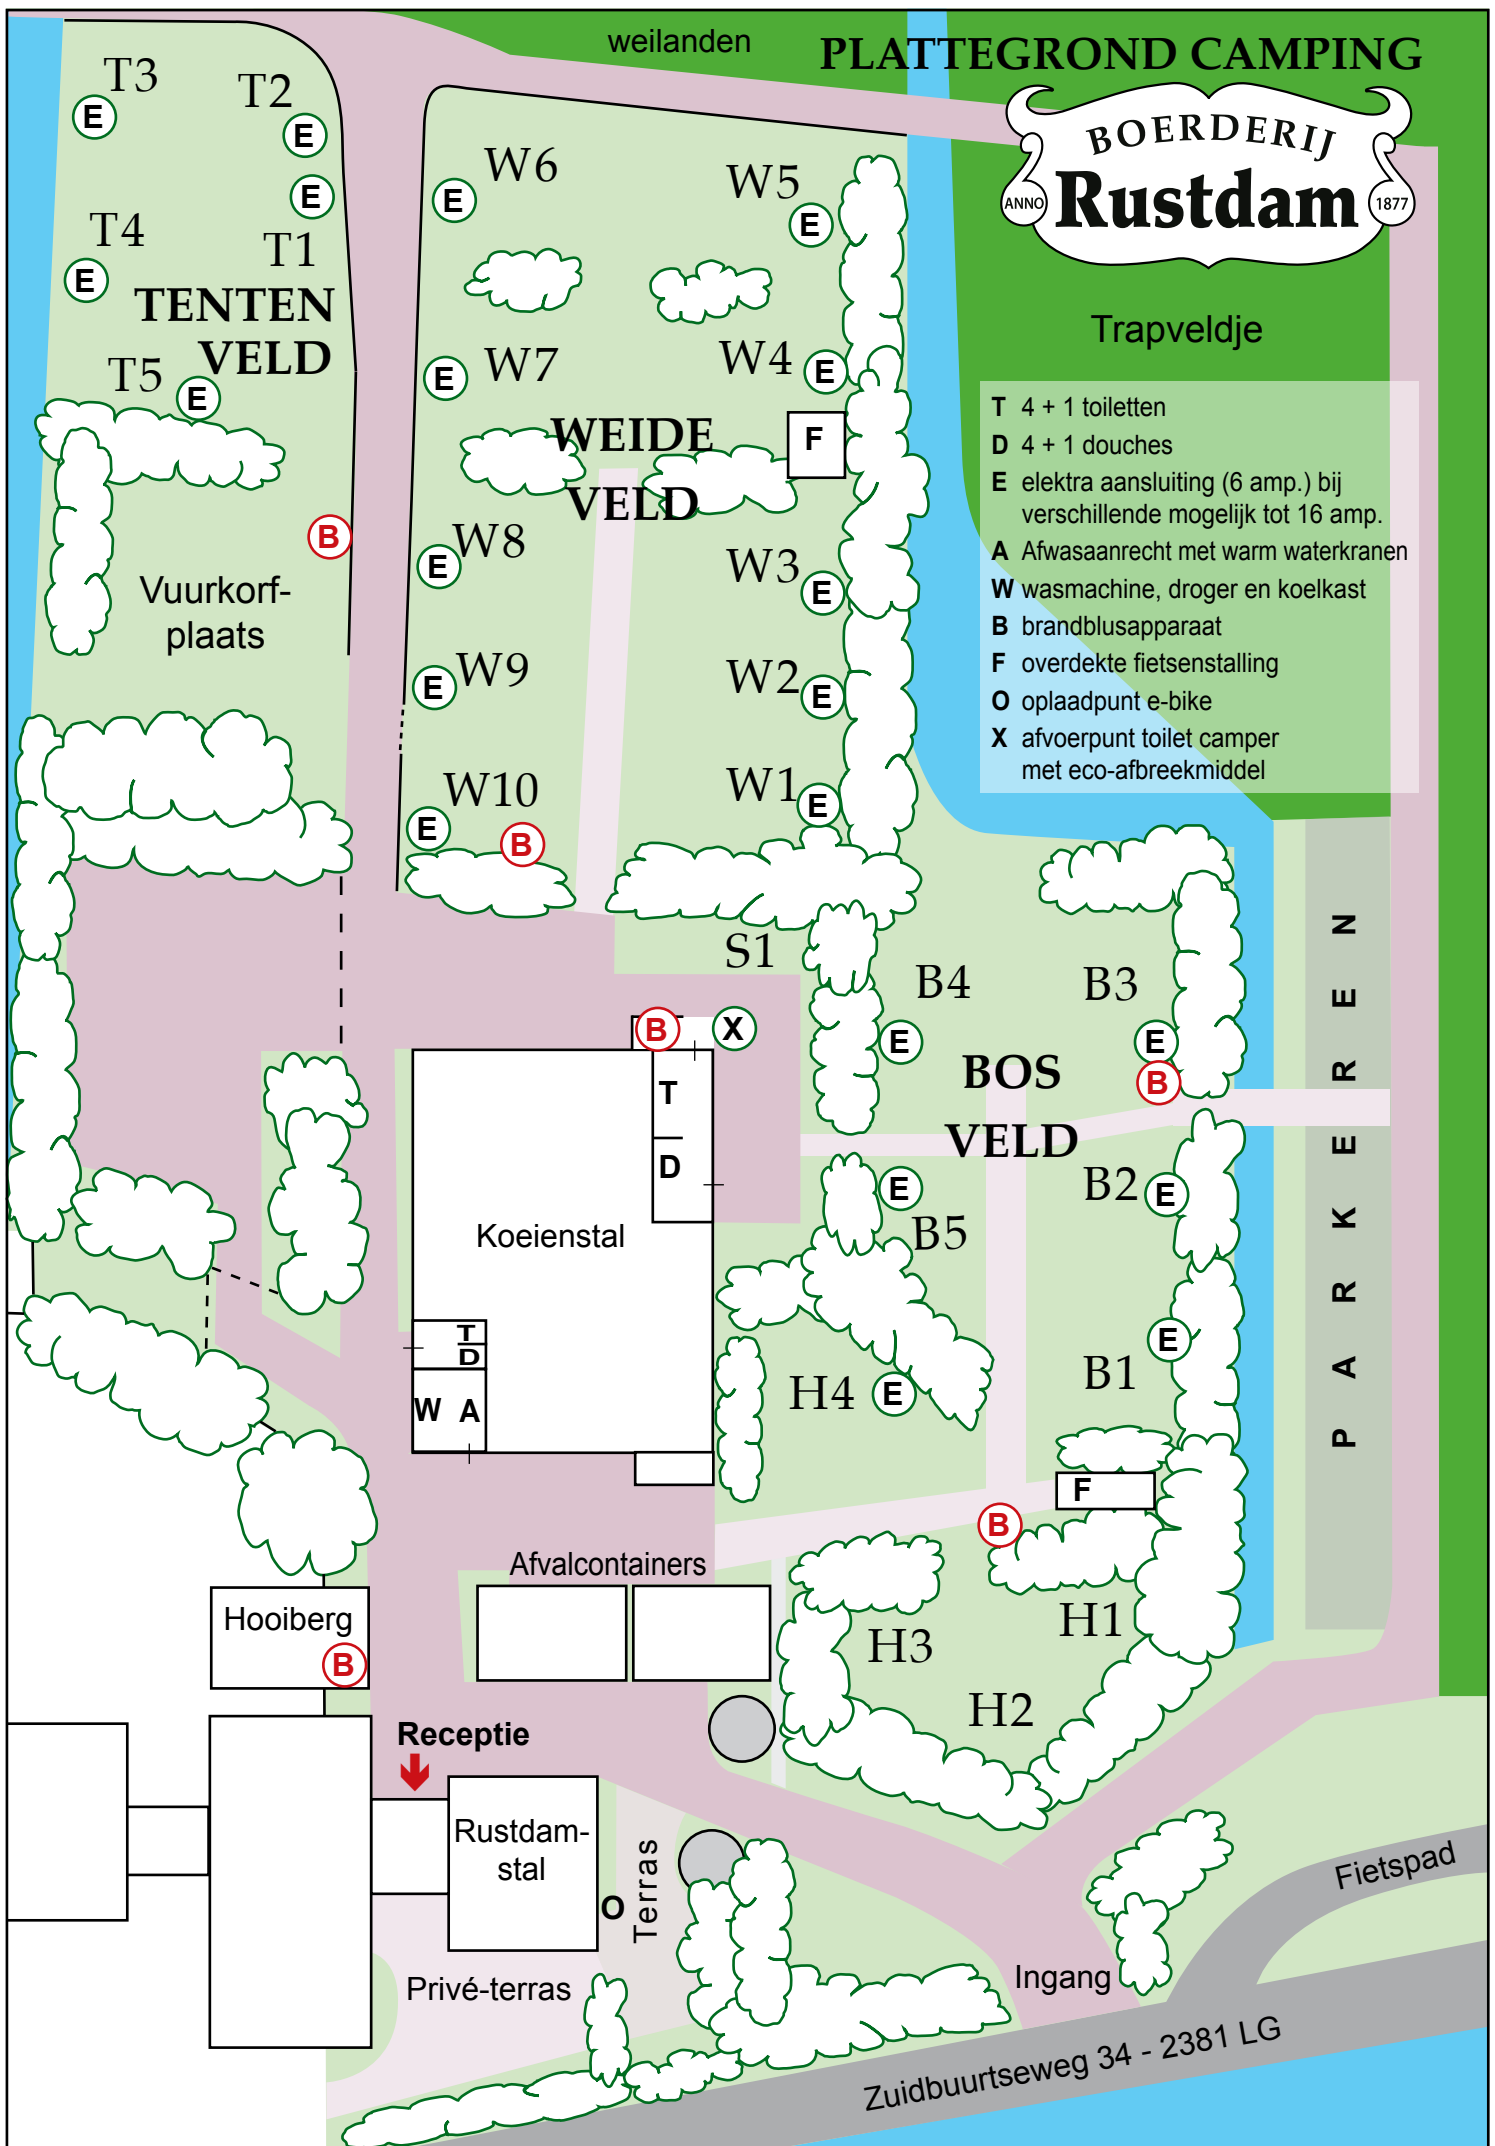 weilanden
PLATTEGROND CAMPING
BOERDERIJ
ANNO
Rustdam
1877
T3
E
T2
E
E
T1
T4
E
TENTEN
VELD
T5
E
B
Vuurkorf-
plaats
W6
E
W5
E
W7
E
W4
E
WEIDE
VELD
F
W8
E
W3
E
W9
E
W2
E
W10
E
B
W1
E
Trapveldje
T 4 + 1 toiletten
D 4 + 1 douches
E elektra aansluiting (6 amp.) bij
verschillende mogelijk tot 16 amp.
A Afwasaanrecht met warm waterkranen
W wasmachine, droger en koelkast
B brandblusapparaat
F overdekte fietsenstalling
O oplaadpunt e-bike
X afvoerpunt toilet camper
met eco-afbreekmiddel
S1
B
X
T
D
Koeienstal
T
D
W A
B4
E
B3
E
B
BOS
VELD
E
B5
B2
E
E
B1
H4
E
F
B
PARKEREN
Afvalcontainers
Hooiberg
B
H3
H1
H2
Receptie
Rustdam-
stal
O
Terras
Privé-terras
Ingang
Fietspad
Zuidbuurtseweg 34 - 2381 LG